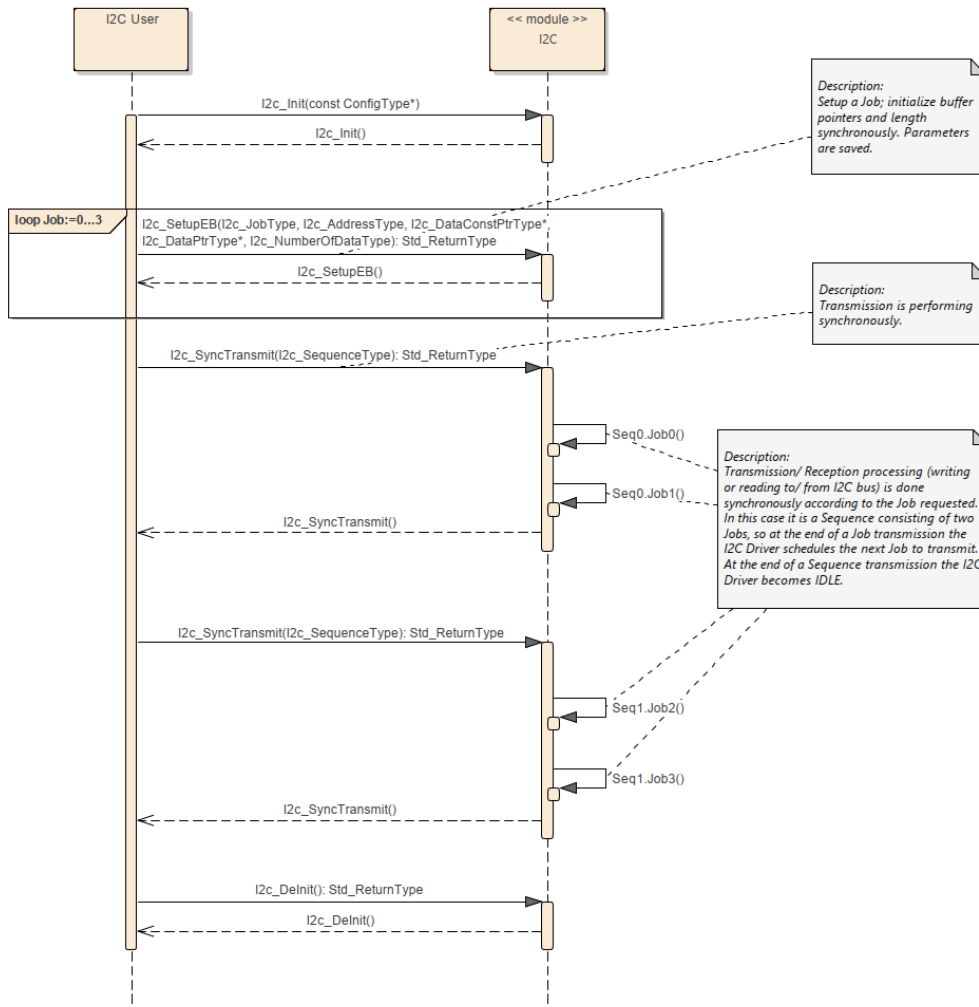 I2C User
<< module >>
I2C
Description:
Setup a Job; initialize buffer
pointers and length
synchronously. Parameters
are saved.
I2c_Init(const ConfigType*)
I2c_Init()
loop Job:=0...3
I2c_SetupEB(I2c_JobType, I2c_AddressType, I2c_DataConstPtrType*
I2c_DataPtrType*, I2c_NumberOfDataType): Std_ReturnType
I2c_SetupEB()
Description:
Transmission is performing
synchronously.
I2c_SyncTransmit(I2c_SequenceType): Std_ReturnType
Seq0.Job0()
Seq0.Job1()
I2c_SyncTransmit()
Description:
Transmission/ Reception processing (writing
or reading to/ from I2C bus) is done
synchronously according to the Job requested.
In this case it is a Sequence consisting of two
Jobs, so at the end of a Job transmission the
I2C Driver schedules the next Job to transmit.
At the end of a Sequence transmission the I2C
Driver becomes IDLE.
I2c_SyncTransmit(I2c_SequenceType): Std_ReturnType
Seq1.Job2()
Seq1.Job3()
I2c_SyncTransmit()
I2c_DeInit(): Std_ReturnType
I2c_DeInit()